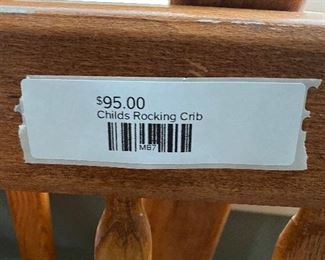 $95.00
Childs Rocking Crib
M67